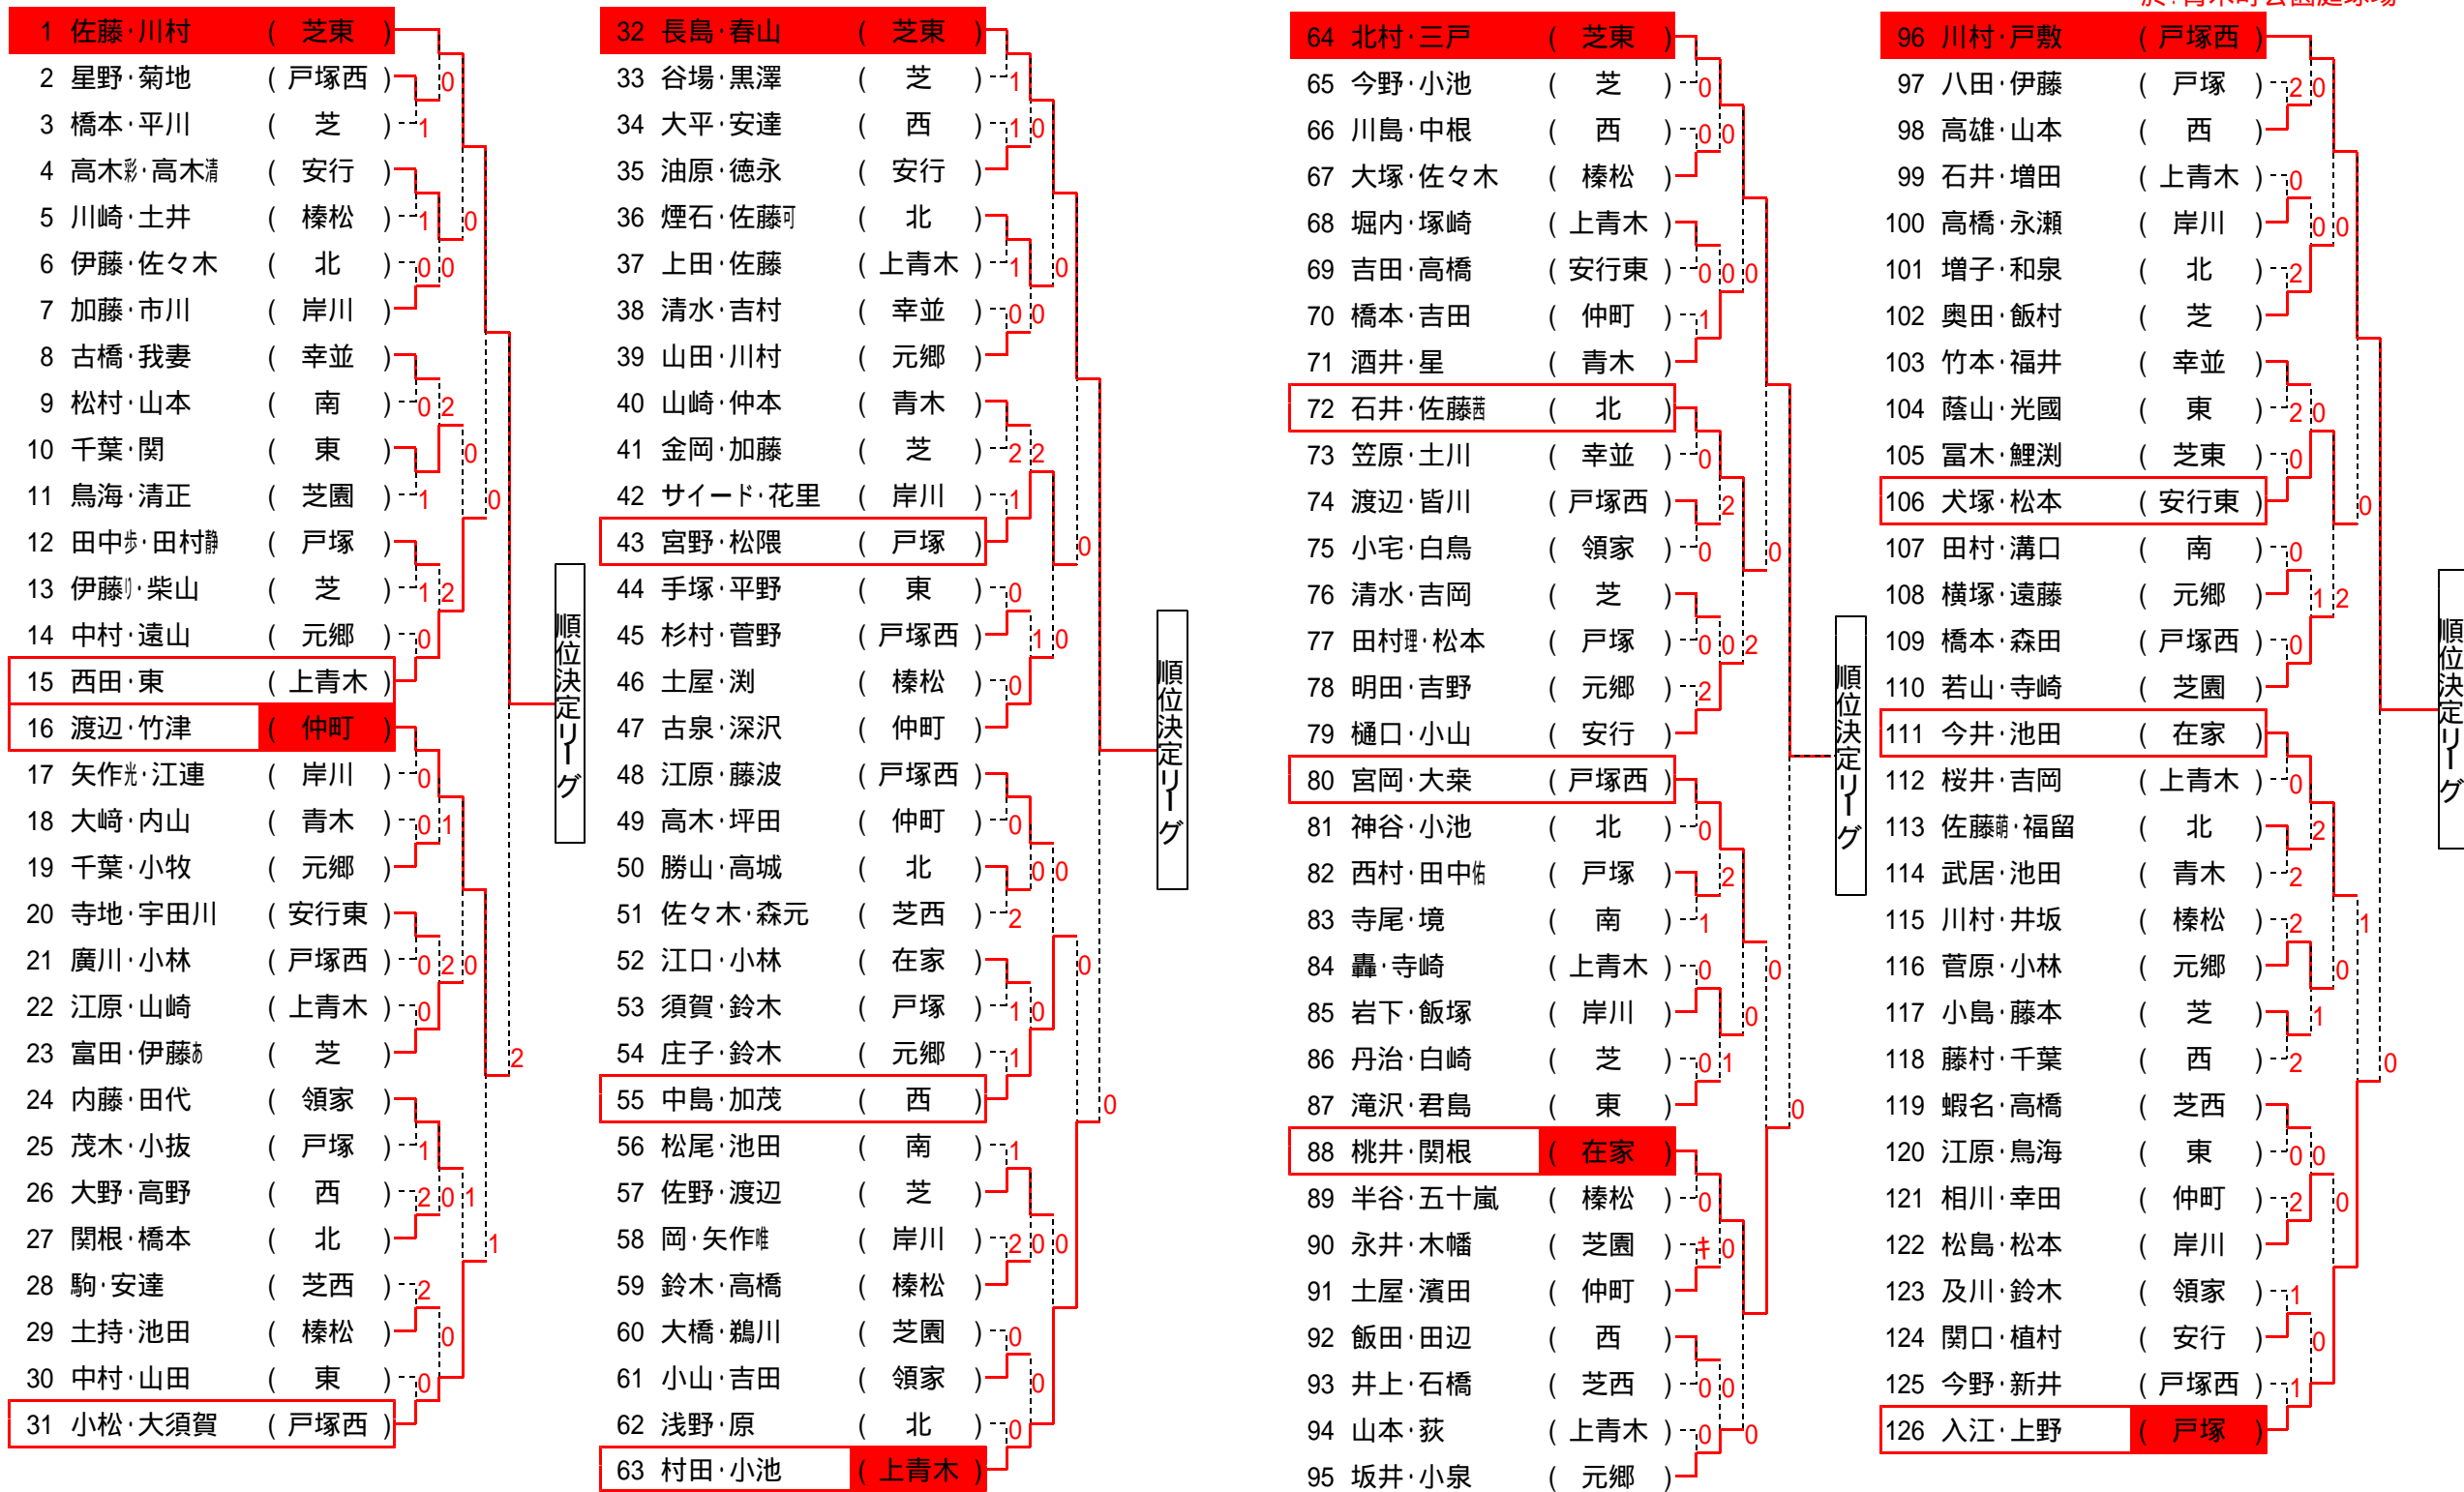 於:青木町公園庭球場
1 佐藤・川村 ( 芝東 )
2 星野・菊地 ( 戸塚西 )
3 橋本・平川 ( 芝 )
4 高木彩・高木清 ( 安行 )
5 川崎・土井 ( 榛松 )
6 伊藤・佐々木 ( 北 )
7 加藤・市川 ( 岸川 )
8 古橋・我妻 ( 幸並 )
9 松村・山本 ( 南 )
10 千葉・関 ( 東 )
11 鳥海・清正 ( 芝園 )
12 田中歩・田村静 ( 戸塚 )
13 伊藤り・柴山 ( 芝 )
14 中村・遠山 ( 元郷 )
15 西田・東 ( 上青木 )
16 渡辺・竹津 ( 仲町 )
17 矢作光・江連 ( 岸川 )
18 大﨑・内山 ( 青木 )
19 千葉・小牧 ( 元郷 )
20 寺地・宇田川 ( 安行東 )
21 廣川・小林 ( 戸塚西 )
22 江原・山崎 ( 上青木 )
23 富田・伊藤あ ( 芝 )
24 内藤・田代 ( 領家 )
25 茂木・小抜 ( 戸塚 )
26 大野・高野 ( 西 )
27 関根・橋本 ( 北 )
28 駒・安達 ( 芝西 )
29 土持・池田 ( 榛松 )
30 中村・山田 ( 東 )
31 小松・大須賀 ( 戸塚西 )
順位決定リーグ
32 長島・春山 ( 芝東 )
33 谷場・黒澤 ( 芝 )
34 大平・安達 ( 西 )
35 油原・徳永 ( 安行 )
36 煙石・佐藤可 ( 北 )
37 上田・佐藤 ( 上青木 )
38 清水・吉村 ( 幸並 )
39 山田・川村 ( 元郷 )
40 山崎・仲本 ( 青木 )
41 金岡・加藤 ( 芝 )
42 サイード・花里 ( 岸川 )
43 宮野・松隈 ( 戸塚 )
44 手塚・平野 ( 東 )
45 杉村・菅野 ( 戸塚西 )
46 土屋・渕 ( 榛松 )
47 古泉・深沢 ( 仲町 )
48 江原・藤波 ( 戸塚西 )
49 高木・坪田 ( 仲町 )
50 勝山・高城 ( 北 )
51 佐々木・森元 ( 芝西 )
52 江口・小林 ( 在家 )
53 須賀・鈴木 ( 戸塚 )
54 庄子・鈴木 ( 元郷 )
55 中島・加茂 ( 西 )
56 松尾・池田 ( 南 )
57 佐野・渡辺 ( 芝 )
58 岡・矢作唯 ( 岸川 )
59 鈴木・高橋 ( 榛松 )
60 大橋・鵜川 ( 芝園 )
61 小山・吉田 ( 領家 )
62 浅野・原 ( 北 )
63 村田・小池 ( 上青木 )
順位決定リーグ
64 北村・三戸 ( 芝東 )
65 今野・小池 ( 芝 )
66 川島・中根 ( 西 )
67 大塚・佐々木 ( 榛松 )
68 堀内・塚崎 ( 上青木 )
69 吉田・高橋 ( 安行東 )
70 橋本・吉田 ( 仲町 )
71 酒井・星 ( 青木 )
72 石井・佐藤茜 ( 北 )
73 笠原・土川 ( 幸並 )
74 渡辺・皆川 ( 戸塚西 )
75 小宅・白鳥 ( 領家 )
76 清水・吉岡 ( 芝 )
77 田村理・松本 ( 戸塚 )
78 明田・吉野 ( 元郷 )
79 樋口・小山 ( 安行 )
80 宮岡・大来 ( 戸塚西 )
81 神谷・小池 ( 北 )
82 西村・田中佑 ( 戸塚 )
83 寺尾・境 ( 南 )
84 轟・寺崎 ( 上青木 )
85 岩下・飯塚 ( 岸川 )
86 丹治・白崎 ( 芝 )
87 滝沢・君島 ( 東 )
88 桃井・関根 ( 在家 )
89 半谷・五十嵐 ( 榛松 )
90 永井・木幡 ( 芝園 ) キ
91 土屋・濱田 ( 仲町 )
92 飯田・田辺 ( 西 )
93 井上・石橋 ( 芝西 )
94 山本・荻 ( 上青木 )
95 坂井・小泉 ( 元郷 )
順位決定リーグ
96 川村・戸敷 ( 戸塚西 )
97 八田・伊藤 ( 戸塚 )
98 高雄・山本 ( 西 )
99 石井・増田 ( 上青木 )
100 高橋・永瀬 ( 岸川 )
101 増子・和泉 ( 北 )
102 奥田・飯村 ( 芝 )
103 竹本・福井 ( 幸並 )
104 蔭山・光國 ( 東 )
105 冨木・鯉渕 ( 芝東 )
106 犬塚・松本 ( 安行東 )
107 田村・溝口 ( 南 )
108 横塚・遠藤 ( 元郷 )
109 橋本・森田 ( 戸塚西 )
110 若山・寺崎 ( 芝園 )
111 今井・池田 ( 在家 )
112 桜井・吉岡 ( 上青木 )
113 佐藤萌・福留 ( 北 )
114 武居・池田 ( 青木 )
115 川村・井坂 ( 榛松 )
116 菅原・小林 ( 元郷 )
117 小島・藤本 ( 芝 )
118 藤村・千葉 ( 西 )
119 蝦名・高橋 ( 芝西 )
120 江原・鳥海 ( 東 )
121 相川・幸田 ( 仲町 )
122 松島・松本 ( 岸川 )
123 及川・鈴木 ( 領家 )
124 関口・植村 ( 安行 )
125 今野・新井 ( 戸塚西 )
126 入江・上野 ( 戸塚 )
順位決定リーグ